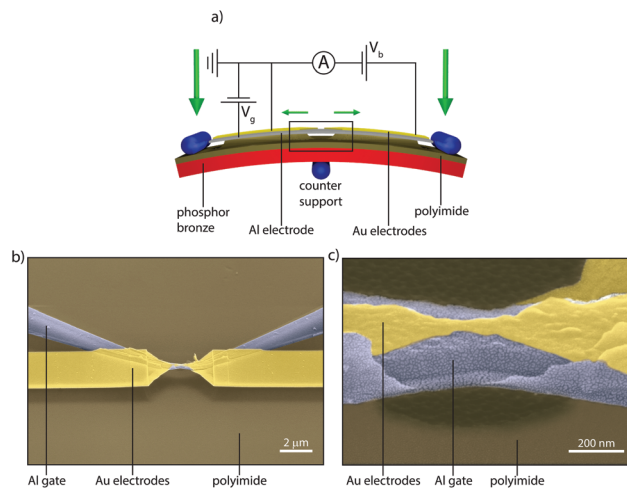 a)
V_b
A
V_g
counter
support
phosphor
bronze
Al electrode
Au electrodes
polyimide
b)
c)
2 μm
200 nm
Al gate
Au electrodes
polyimide
Au electrodes
Al gate
polyimide